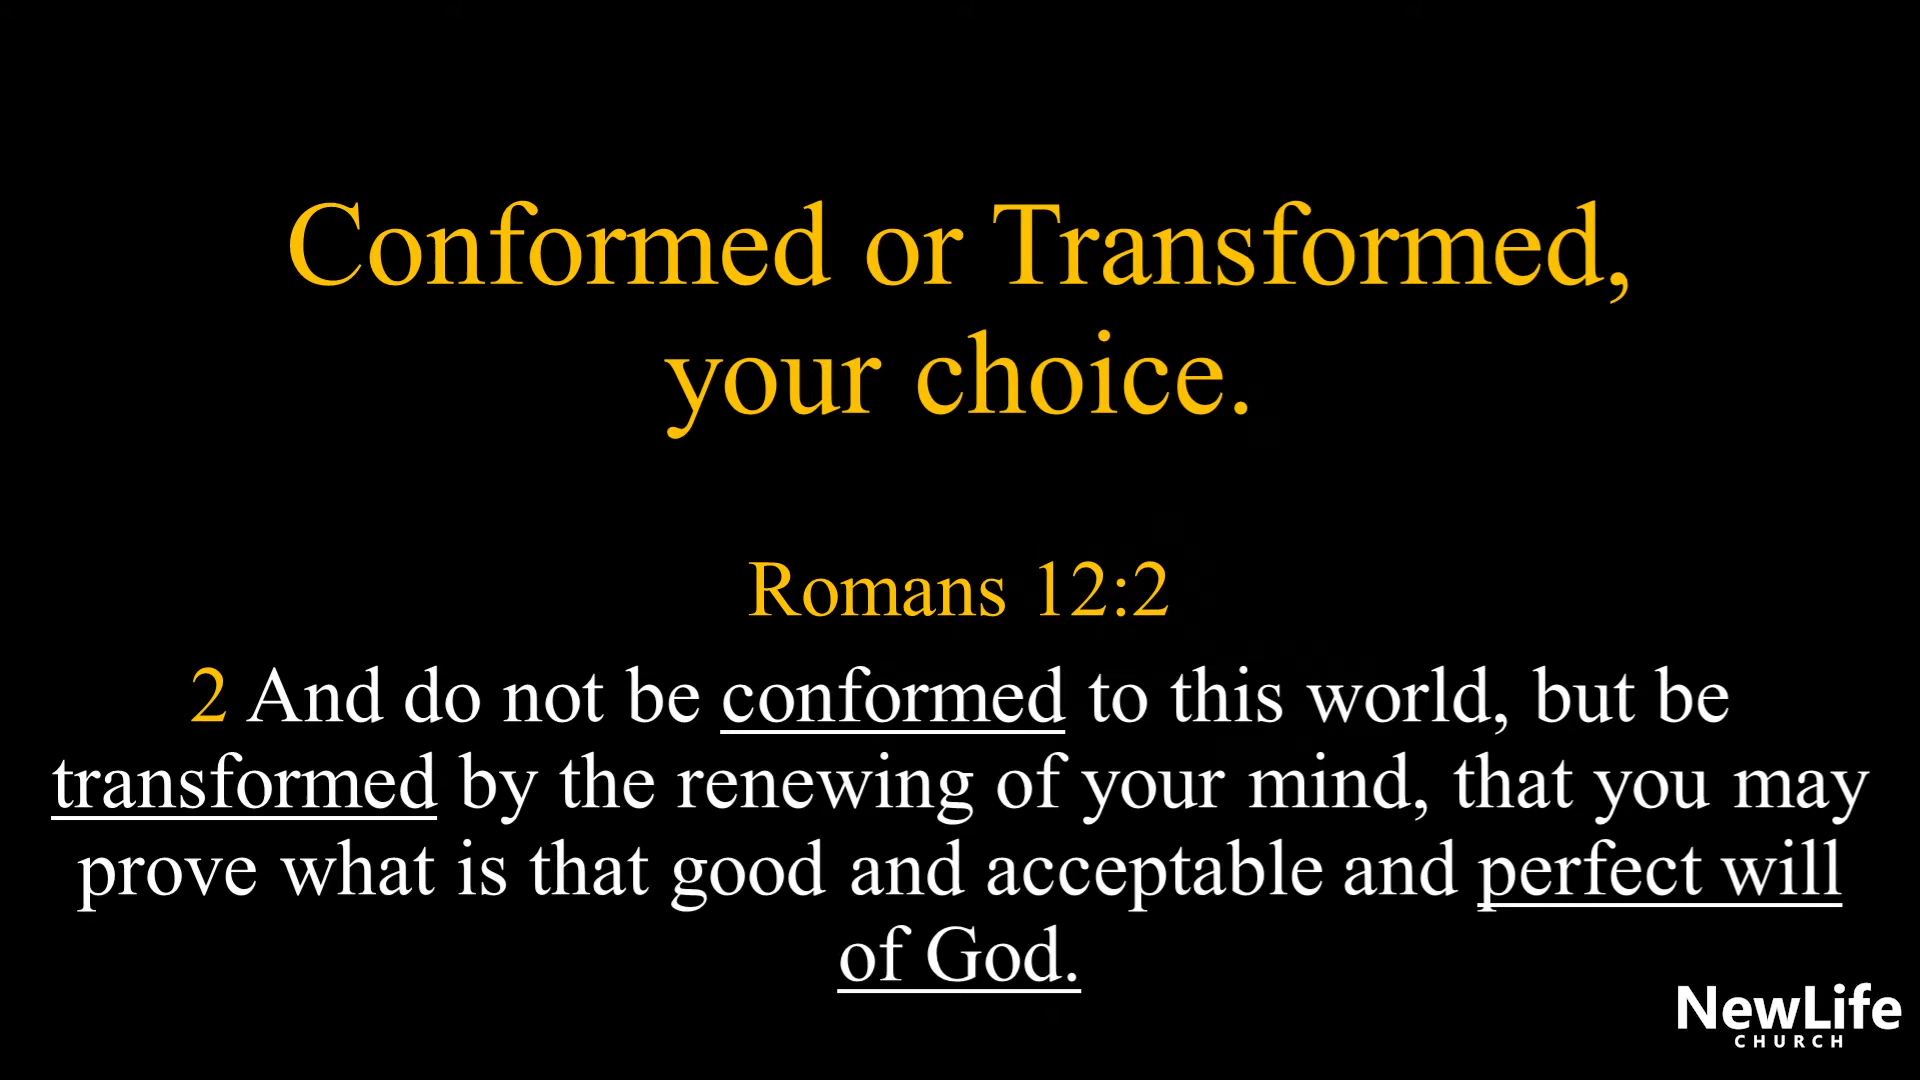 Conformed or Transformed,
your choice.
Romans 12:2
2 And do not be conformed to this world, but be
transformed by the renewing of your mind, that you may
prove what is that good and acceptable and perfect will
of God.
NewLife
CHURCH